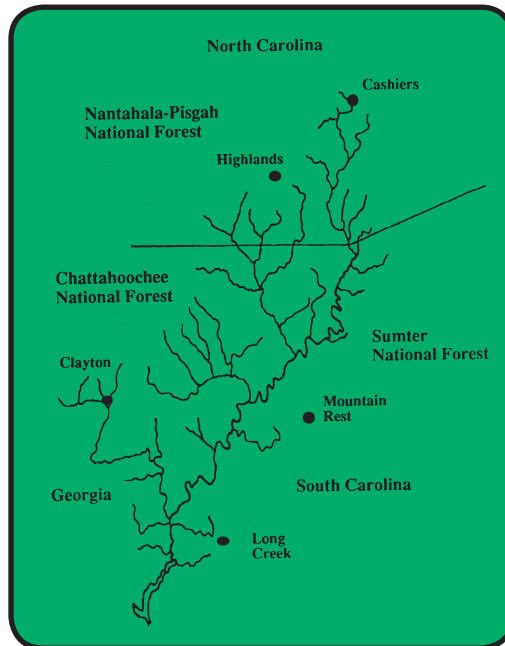 North Carolina
Cashiers
Nantahala-Pisgah
National Forest
Highlands
Chattahoochee
National Forest
Sumter
National Forest
Clayton
Mountain
Rest
Georgia
South Carolina
Long
Creek